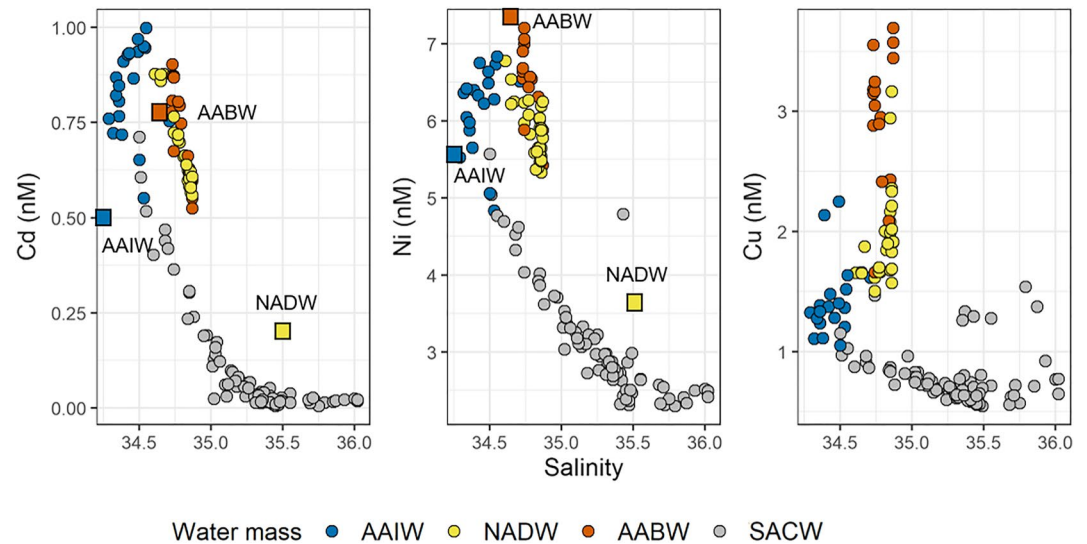 Cd (nM)
1.00
0.75
0.50
0.25
0.00
AABW
AAIW
NADW
34.5 35.0 35.5 36.0
Ni (nM)
7
6
5
4
3
AABW
AAIW
NADW
34.5 35.0 35.5 36.0
Cu (nM)
3
2
1
34.5 35.0 35.5 36.0
Salinity
Water mass AAIW NADW AABW SACW